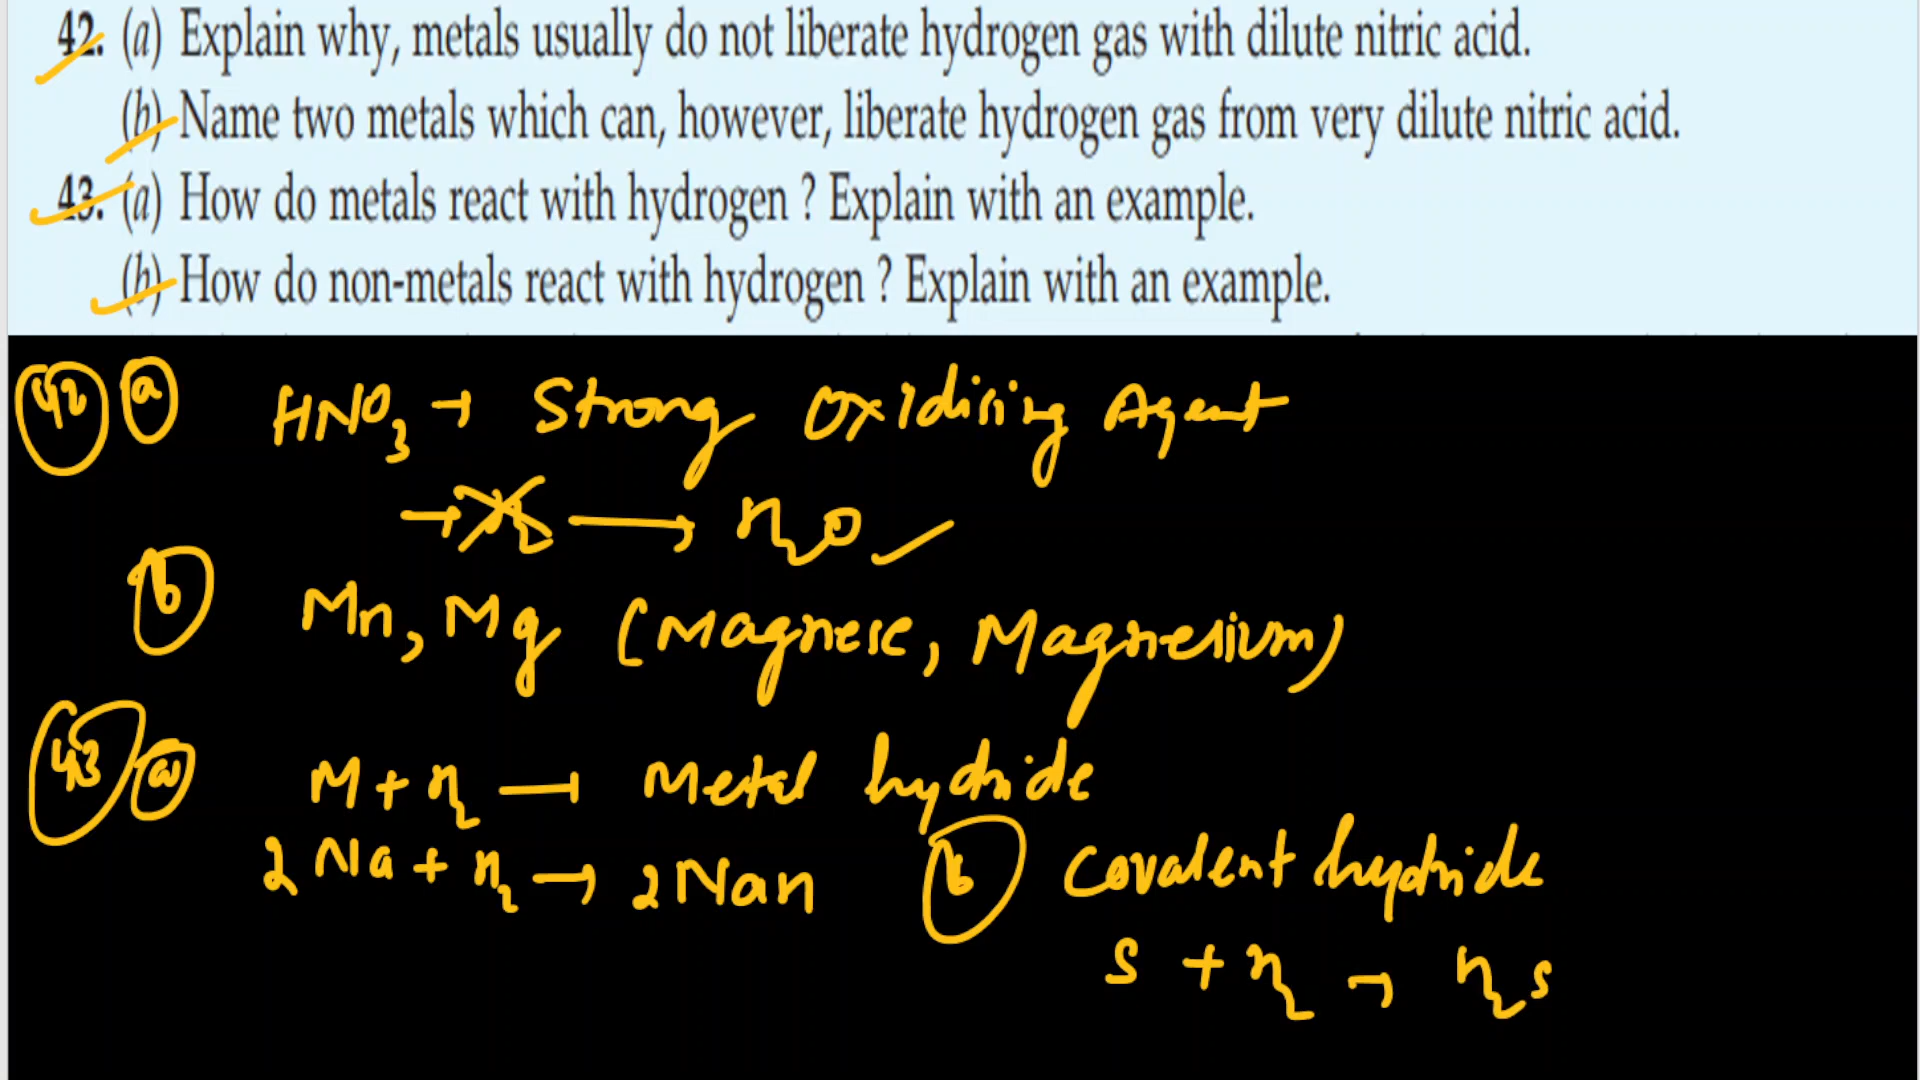 42. (a) Explain why, metals usually do not liberate hydrogen gas with dilute nitric acid.
(b) Name two metals which can, however, liberate hydrogen gas from very dilute nitric acid.
43. (a) How do metals react with hydrogen ? Explain with an example.
(b) How do non-metals react with hydrogen ? Explain with an example.
42 a HNO3 → Strong Oxidising Agent
→ H2 → H2O
b Mn, Mg (Magnese, Magnesium)
43 a M + H2 → Metal hydride
2Na + H2 → 2NaH
b Covalent hydride
S + H2 → H2S